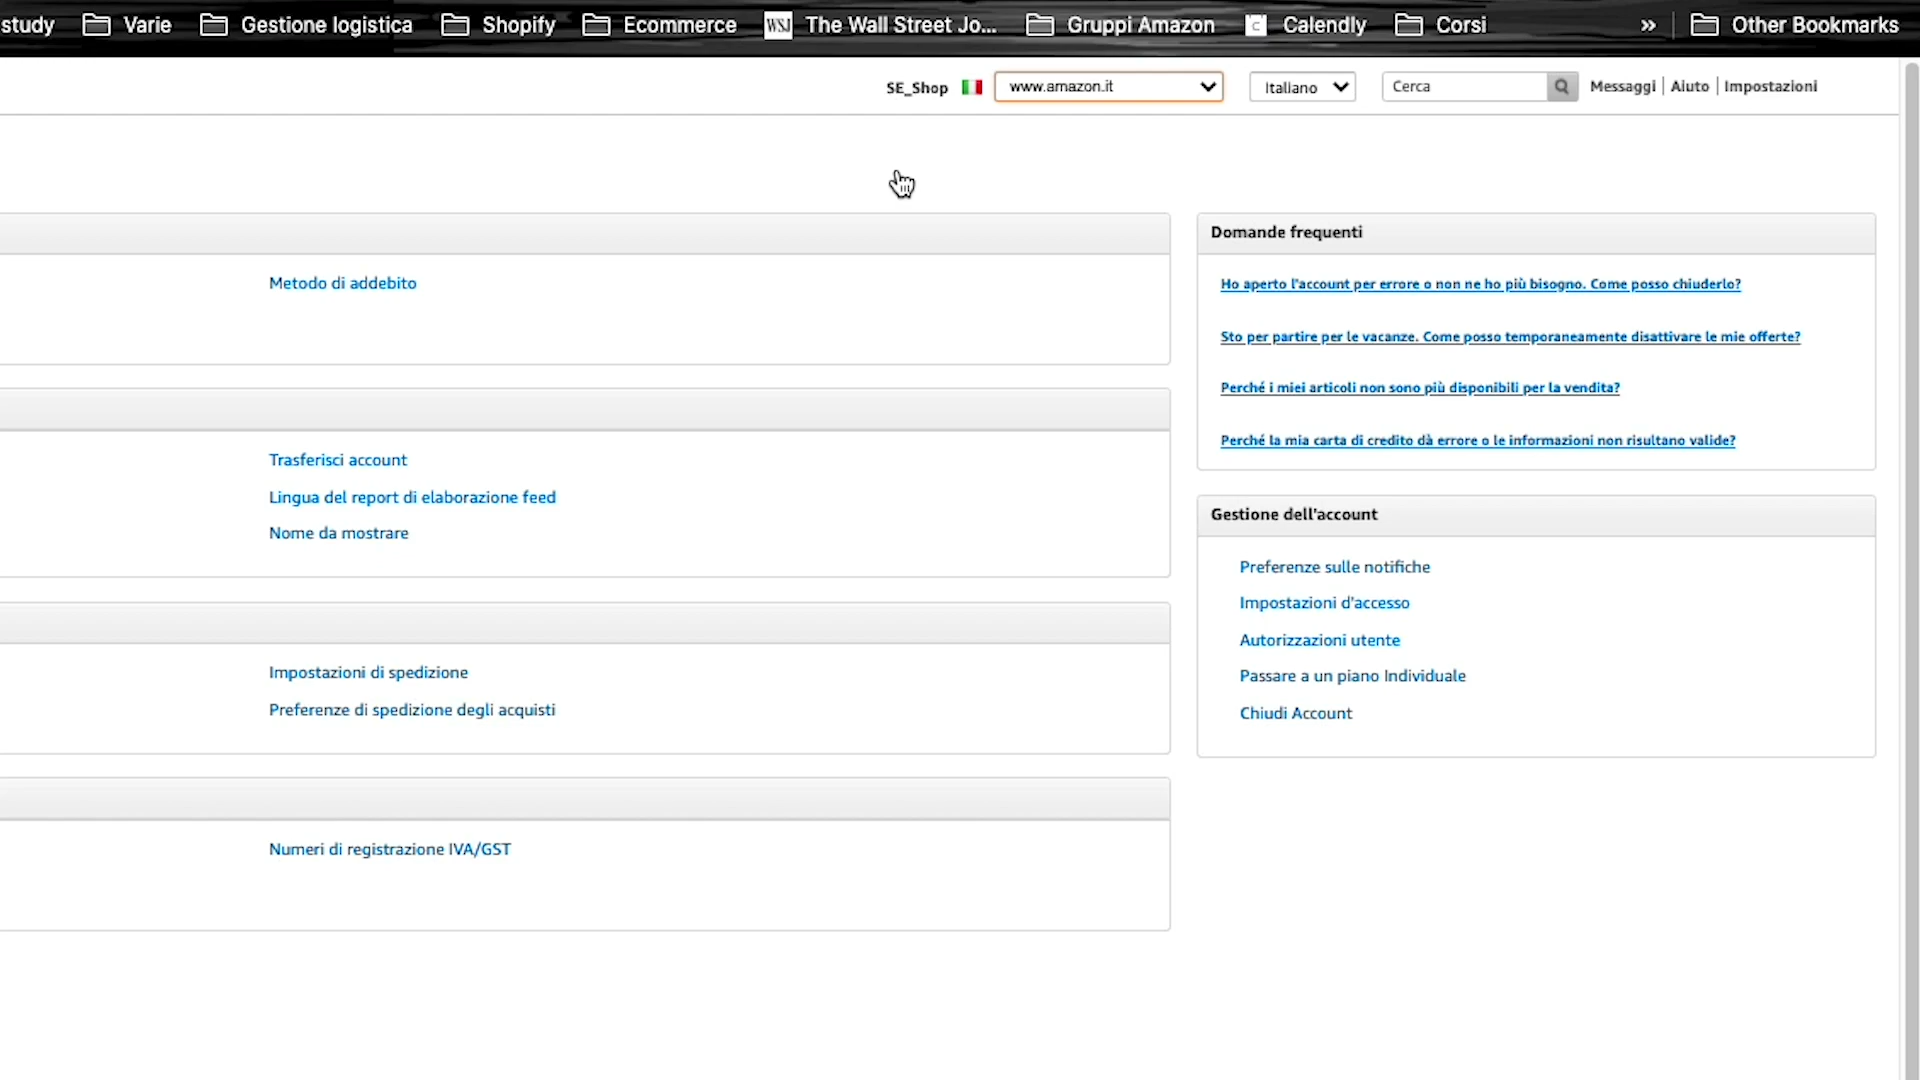 study Varie Gestione logistica Shopify Ecommerce WSJ The Wall Street Jo... Gruppi Amazon C Calendly Corsi » Other Bookmarks
SE_Shop www.amazon.it Italiano Cerca Messaggi | Aiuto | Impostazioni
Metodo di addebito
Trasferisci account
Lingua del report di elaborazione feed
Nome da mostrare
Impostazioni di spedizione
Preferenze di spedizione degli acquisti
Numeri di registrazione IVA/GST
Domande frequenti
Ho aperto l'account per errore o non ne ho più bisogno. Come posso chiuderlo?
Sto per partire per le vacanze. Come posso temporaneamente disattivare le mie offerte?
Perché i miei articoli non sono più disponibili per la vendita?
Perché la mia carta di credito dà errore o le informazioni non risultano valide?
Gestione dell'account
Preferenze sulle notifiche
Impostazioni d'accesso
Autorizzazioni utente
Passare a un piano Individuale
Chiudi Account